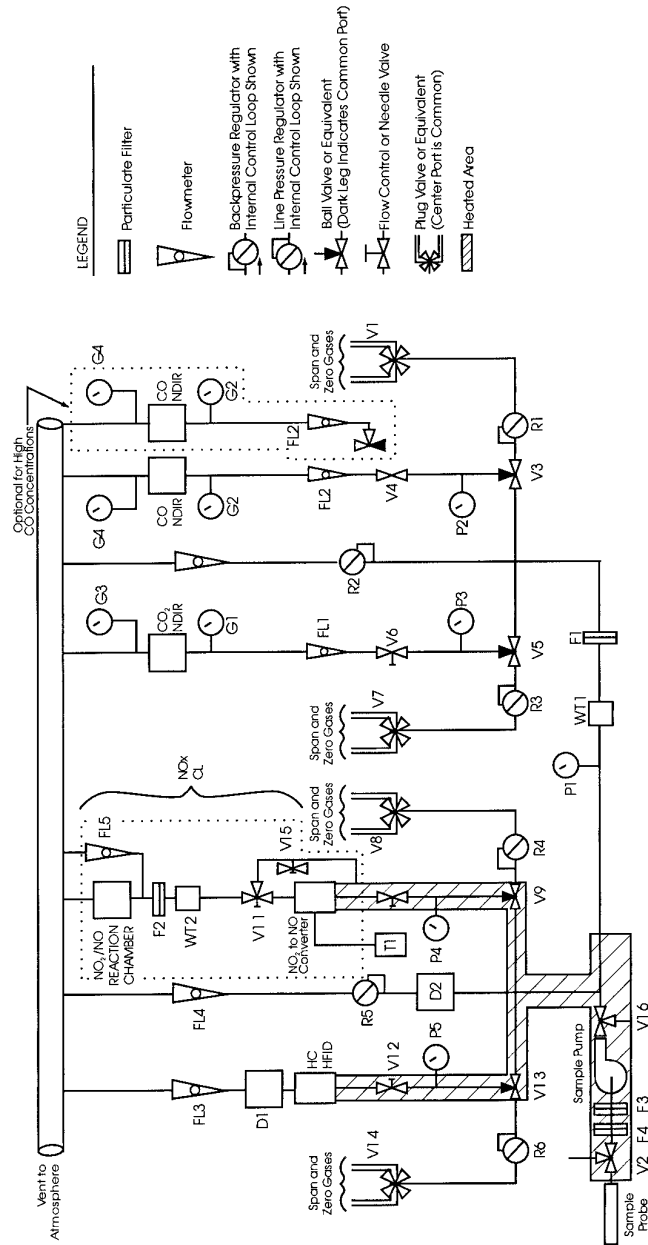 LEGEND
Particulate Filter
Flowmeter
Backpressure Regulator with
Internal Control Loop Shown
Line Pressure Regulator with
Internal Control Loop Shown
Ball Valve or Equivalent
(Dark Leg Indicates Common Port)
Flow Control or Needle Valve
Plug Valve or Equivalent
(Center Port is Common)
Heated Area
Vent to
Atmosphere
Optional for High
CO Concentrations
G4
CO
NDIR
G2
FL2
G4
CO
NDIR
G2
FL2
V4
P2
V3
R1
V1
Span and
Zero Gases
R2
G3
CO2
NDIR
G1
FL1
V6
P3
V5
R3
V7
Span and
Zero Gases
NOx
CL
FL5
NO2/NO
REACTION
CHAMBER
F2
WT2
V11
V15
NO2 to NO
Converter
T1
P4
V9
R4
V8
Span and
Zero Gases
FL4
R5
D2
FL3
D1
HC
HFID
V12
P5
V13
R6
V14
Span and
Zero Gases
P1
WT1
F1
Sample Pump
V16
F3
F4
V2
Sample
Probe